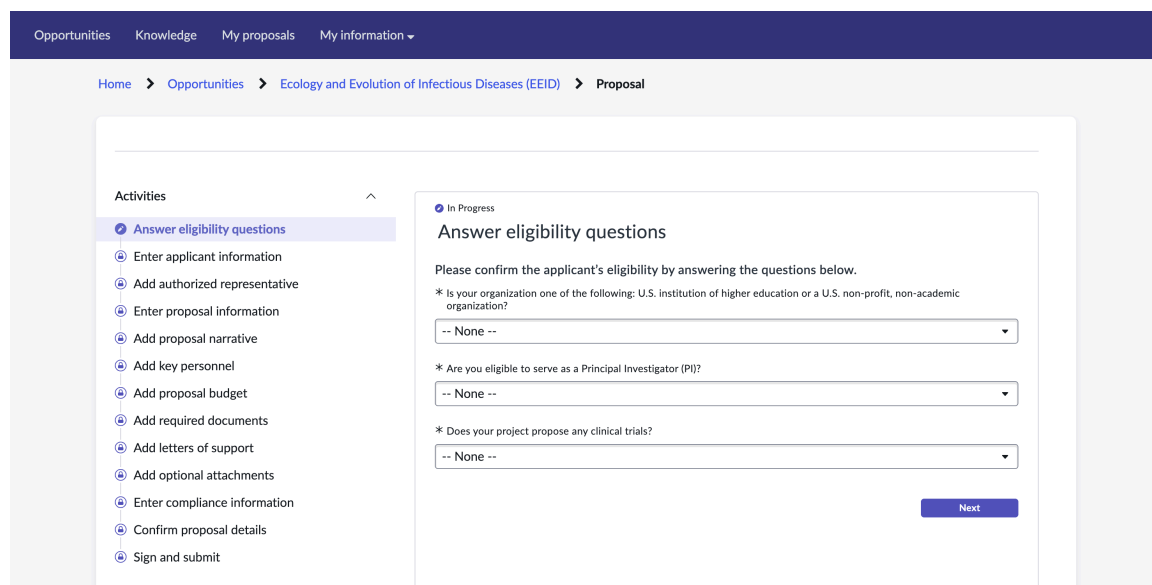 Opportunities Knowledge My proposals My information
Home Opportunities Ecology and Evolution of Infectious Diseases (EEID) Proposal
Activities
Answer eligibility questions
Enter applicant information
Add authorized representative
Enter proposal information
Add proposal narrative
Add key personnel
Add proposal budget
Add required documents
Add letters of support
Add optional attachments
Enter compliance information
Confirm proposal details
Sign and submit
In Progress
Answer eligibility questions
Please confirm the applicant's eligibility by answering the questions below.
* Is your organization one of the following: U.S. institution of higher education or a U.S. non-profit, non-academic
organization?
-- None --
* Are you eligible to serve as a Principal Investigator (PI)?
-- None --
* Does your project propose any clinical trials?
-- None --
Next